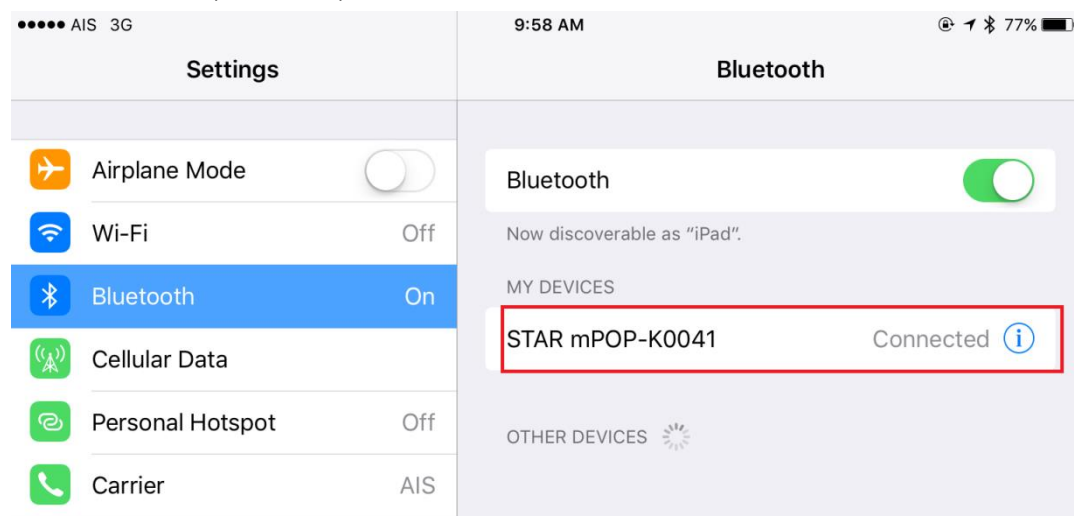 AIS 3G 9:58 AM 77%
Settings
Bluetooth
Airplane Mode
Wi-Fi Off
Bluetooth On
Cellular Data
Personal Hotspot Off
Carrier AIS
Bluetooth
Now discoverable as “iPad”.
MY DEVICES
STAR mPOP-K0041 Connected
OTHER DEVICES